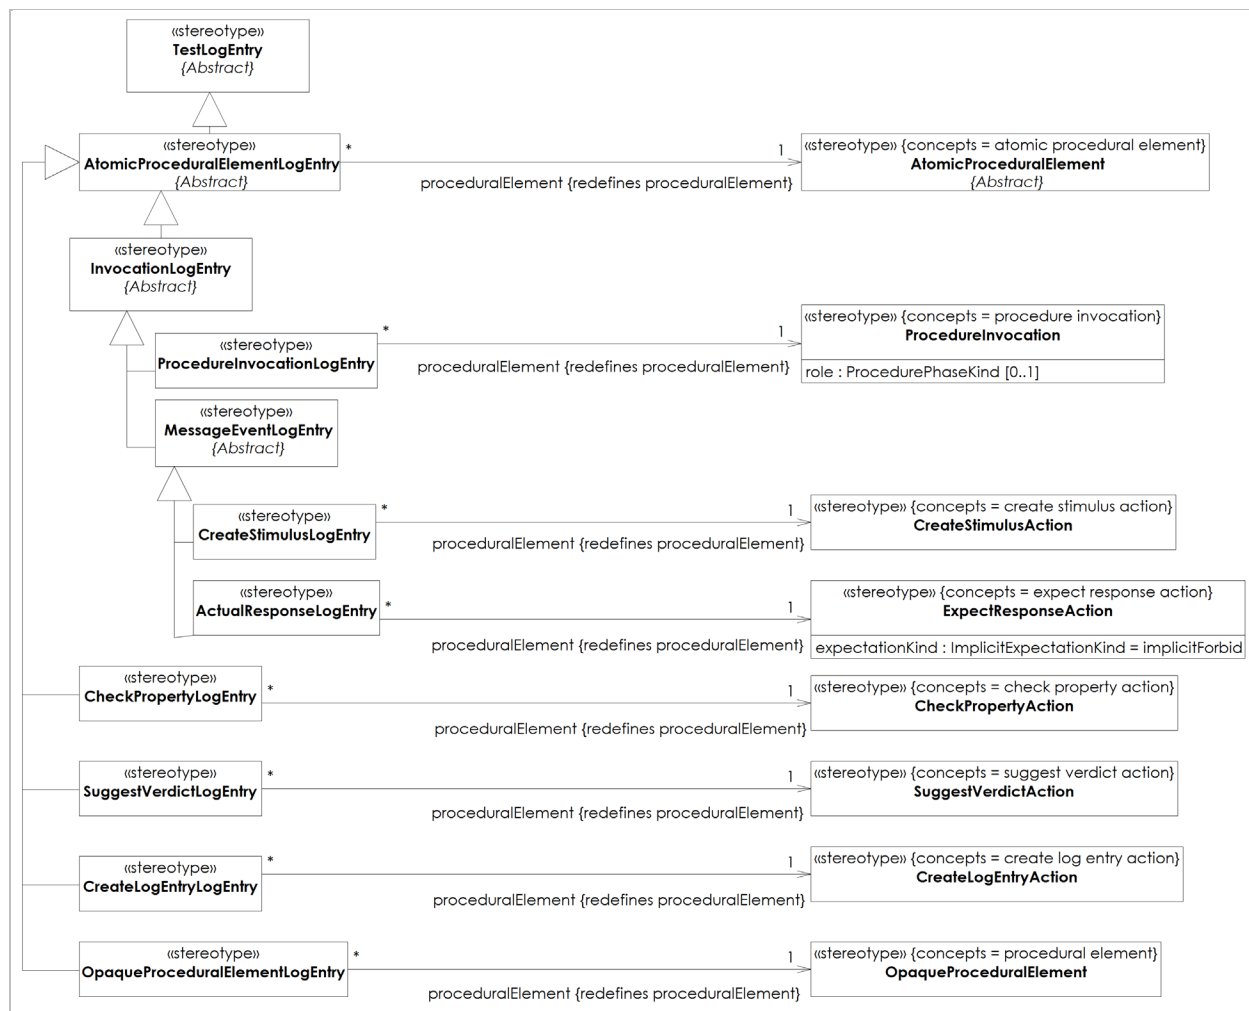 «stereotype»
TestLogEntry
{Abstract}
«stereotype»
AtomicProceduralElementLogEntry
{Abstract}
*
1
proceduralElement {redefines proceduralElement}
«stereotype» {concepts = atomic procedural element}
AtomicProceduralElement
{Abstract}
«stereotype»
InvocationLogEntry
{Abstract}
«stereotype»
ProcedureInvocationLogEntry
*
1
proceduralElement {redefines proceduralElement}
«stereotype» {concepts = procedure invocation}
ProcedureInvocation
role : ProcedurePhaseKind [0..1]
«stereotype»
MessageEventLogEntry
{Abstract}
«stereotype»
CreateStimulusLogEntry
*
1
proceduralElement {redefines proceduralElement}
«stereotype» {concepts = create stimulus action}
CreateStimulusAction
«stereotype»
ActualResponseLogEntry
*
1
proceduralElement {redefines proceduralElement}
«stereotype» {concepts = expect response action}
ExpectResponseAction
expectationKind : ImplicitExpectationKind = implicitForbid
«stereotype»
CheckPropertyLogEntry
*
1
proceduralElement {redefines proceduralElement}
«stereotype» {concepts = check property action}
CheckPropertyAction
«stereotype»
SuggestVerdictLogEntry
*
1
proceduralElement {redefines proceduralElement}
«stereotype» {concepts = suggest verdict action}
SuggestVerdictAction
«stereotype»
CreateLogEntryLogEntry
*
1
proceduralElement {redefines proceduralElement}
«stereotype» {concepts = create log entry action}
CreateLogEntryAction
«stereotype»
OpaqueProceduralElementLogEntry
*
1
proceduralElement {redefines proceduralElement}
«stereotype» {concepts = procedural element}
OpaqueProceduralElement